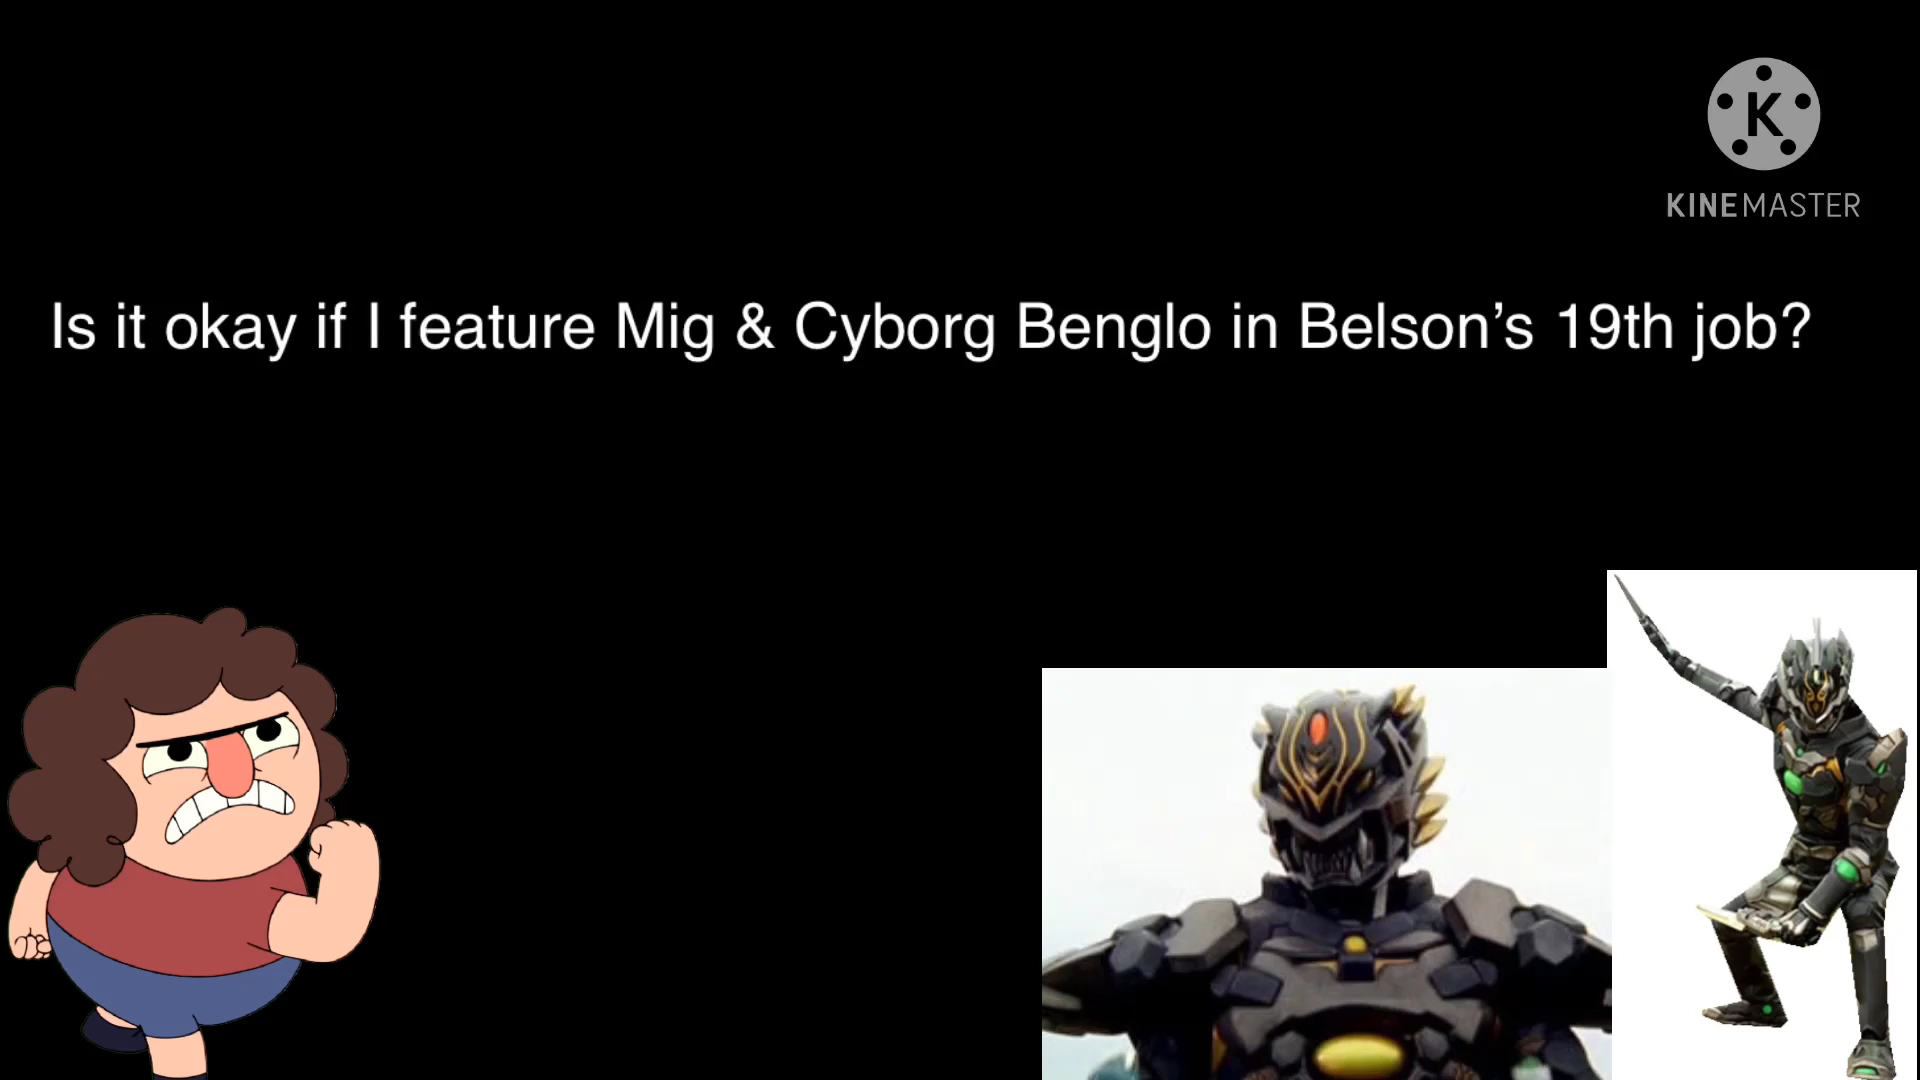 K
KINEMASTER
Is it okay if I feature Mig & Cyborg Benglo in Belson’s 19th job?